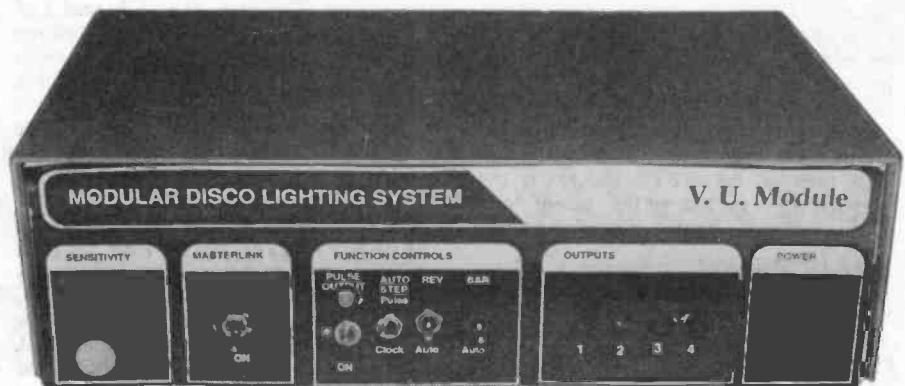 MODULAR DISCO LIGHTING SYSTEM
V. U. Module
SENSITIVITY
MASTERLINK
FUNCTION CONTROLS
OUTPUTS
POWER
PULSE OUTPUT
AUTO STEP
Pulse
REV
BAR
ON
Clock
Auto
Auto
ON
1 2 3 4